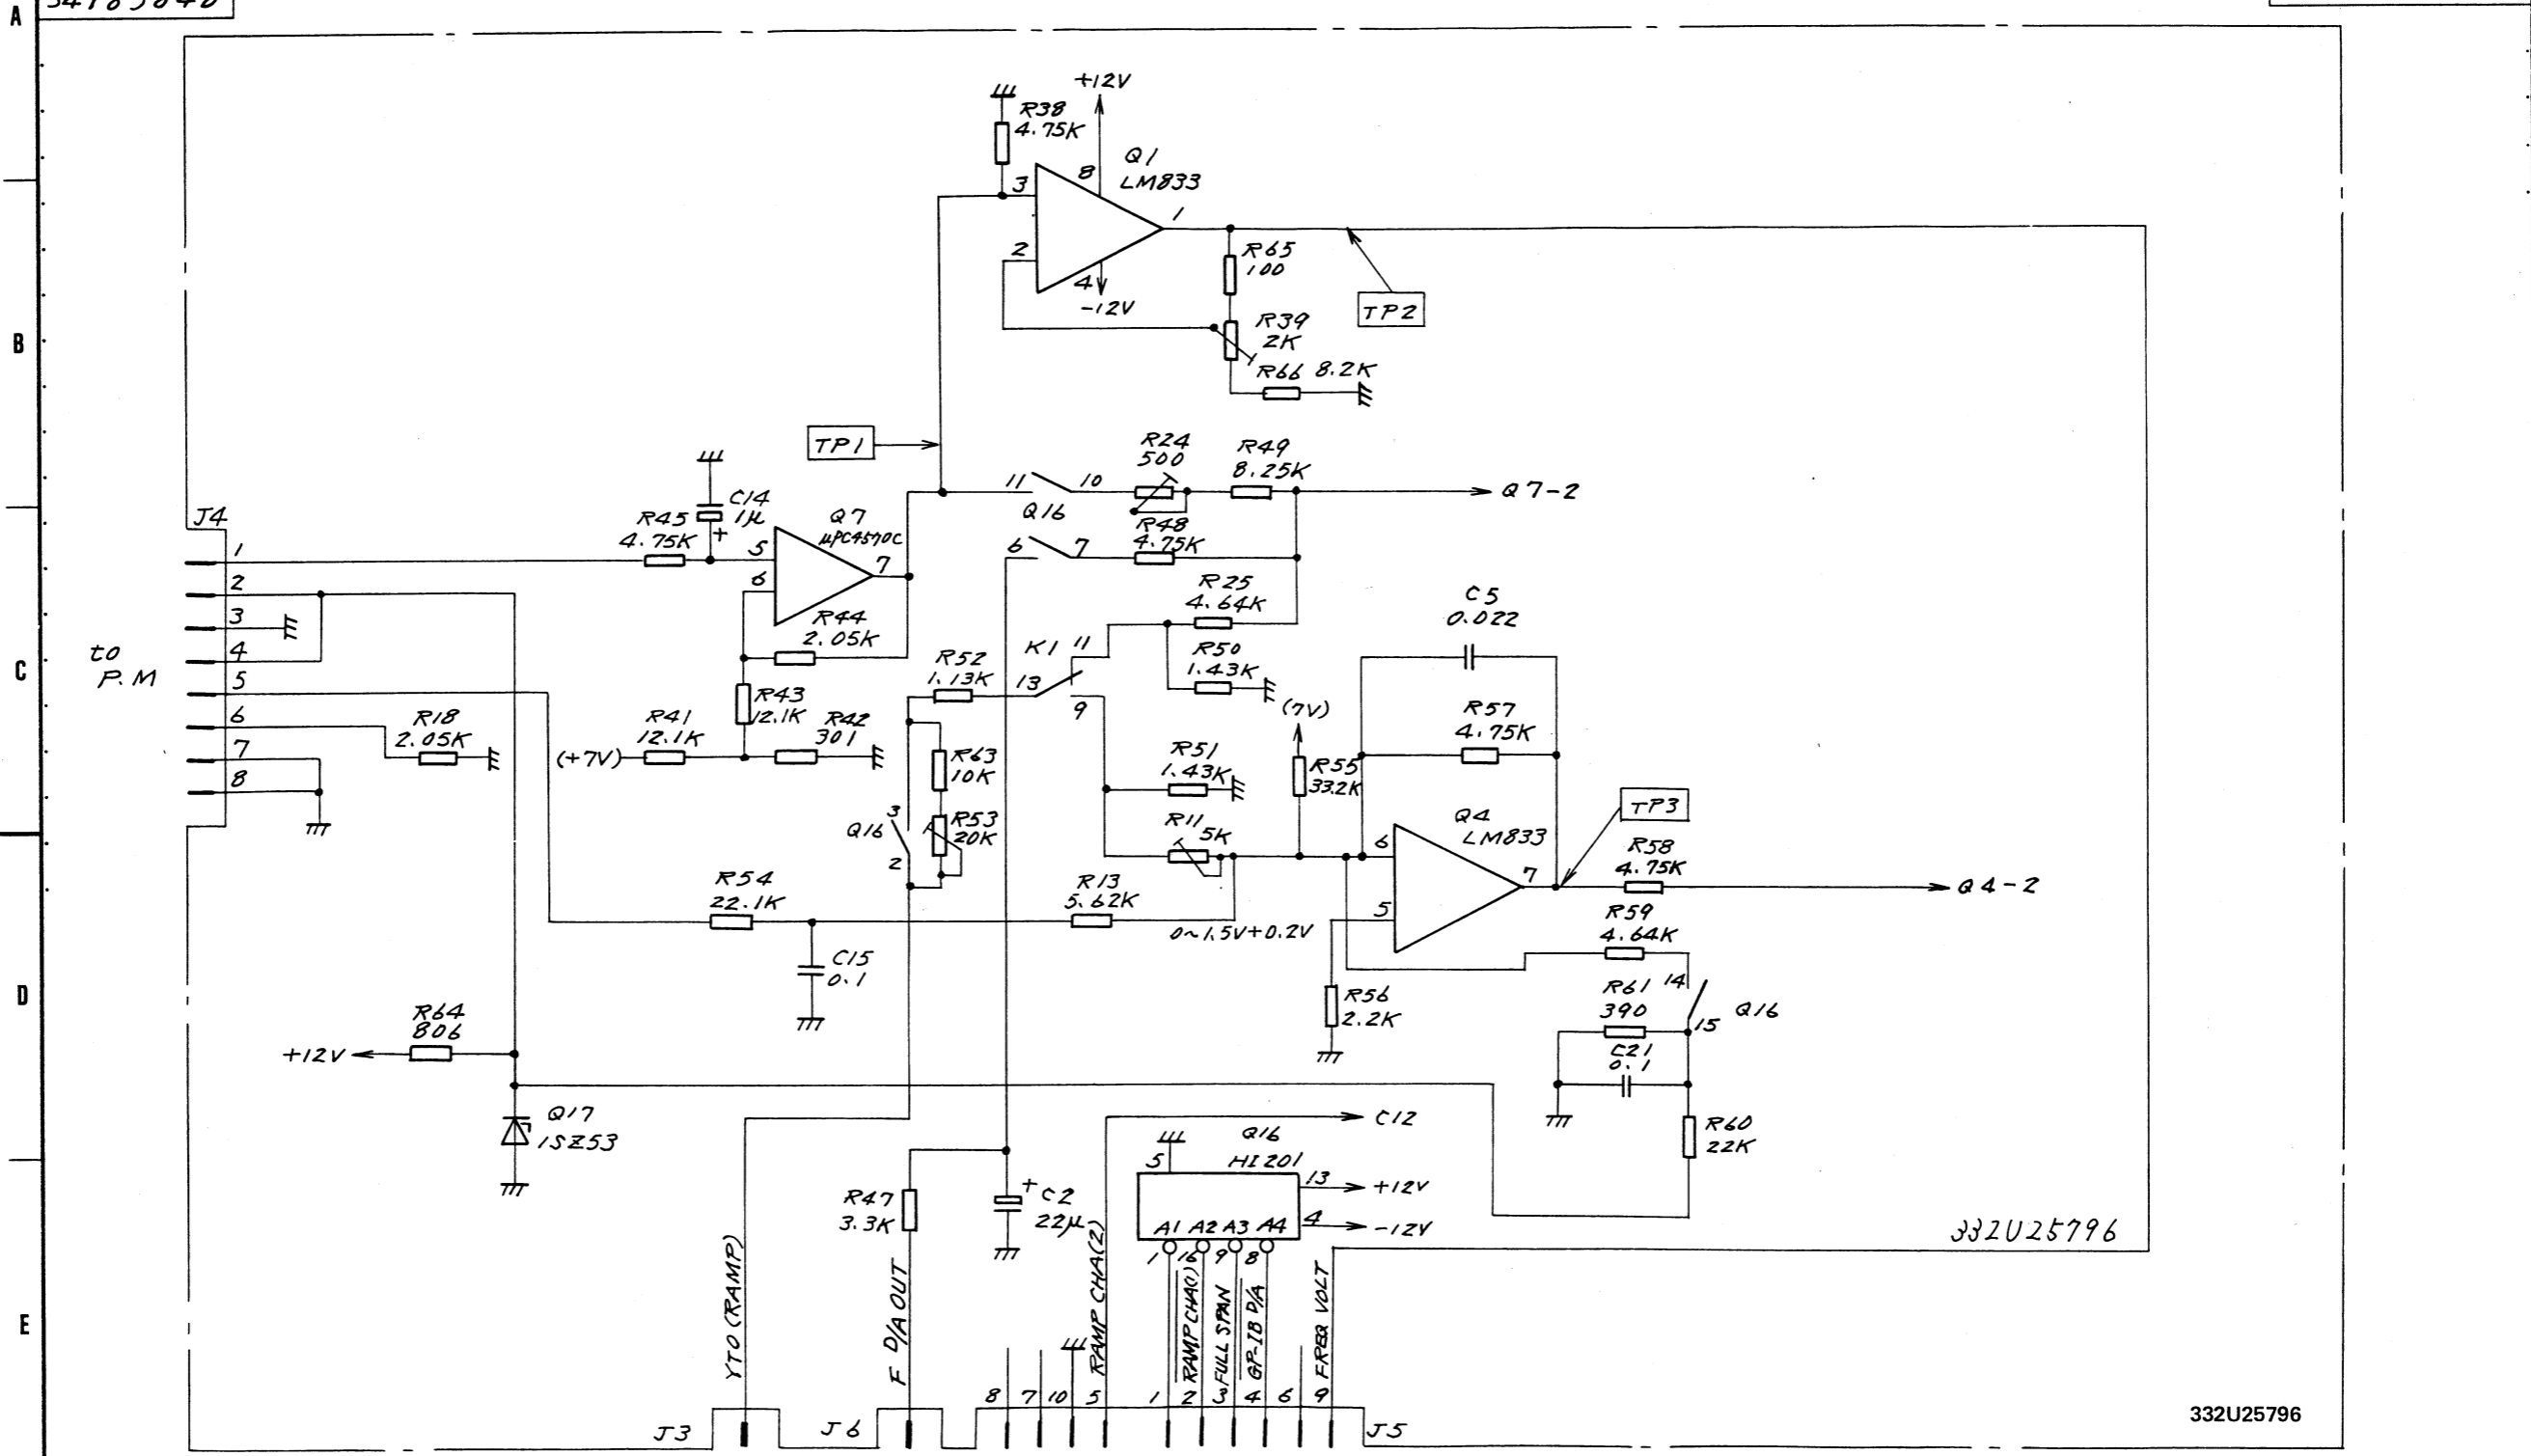 A
B
C
D
E
+12V
R38
4.75K
Q1
LM833
8
3
2
1
4
-12V
R65
100
TP2
R39
2K
R66 8.2K
TP1
R24
500
R49
8.25K
11
10
Q7-2
C14
1μ
+
Q16
J4
R45
4.75K
Q7
μPC4570C
5
6
7
R48
4.75K
6
7
1
2
3
4
5
6
7
8
R25
4.64K
C5
0.022
R44
2.05K
to
P.M
K1
11
R50
1.43K
R52
1.13K
13
9
(7V)
R43
12.1K
R57
4.75K
R18
2.05K
R41
12.1K
R42
301
(+7V)
R63
10K
R51
1.43K
R55
33.2K
TP3
Q16
3
2
R53
20K
R11
5K
Q4
LM833
6
5
7
R58
4.75K
Q4-2
R54
22.1K
R13
5.62K
0~1.5V+0.2V
R59
4.64K
C15
0.1
R56
2.2K
R61
390
14
15
Q16
R64
806
+12V
C21
0.1
Q17
1SZ53
C12
R60
22K
Q16
HI201
5
13
+12V
4
-12V
A1 A2 A3 A4
1
16
9
8
R47
3.3K
+
C2
22μ
332U25796
YTO (RAMP)
F D/A OUT
RAMP CHA(2)
RAMP CHA(1)
FULL SPAN
GP-IB D/A
FREQ VOLT
8
7
10
5
1
2
3
4
6
9
J3
J6
J5
332U25796